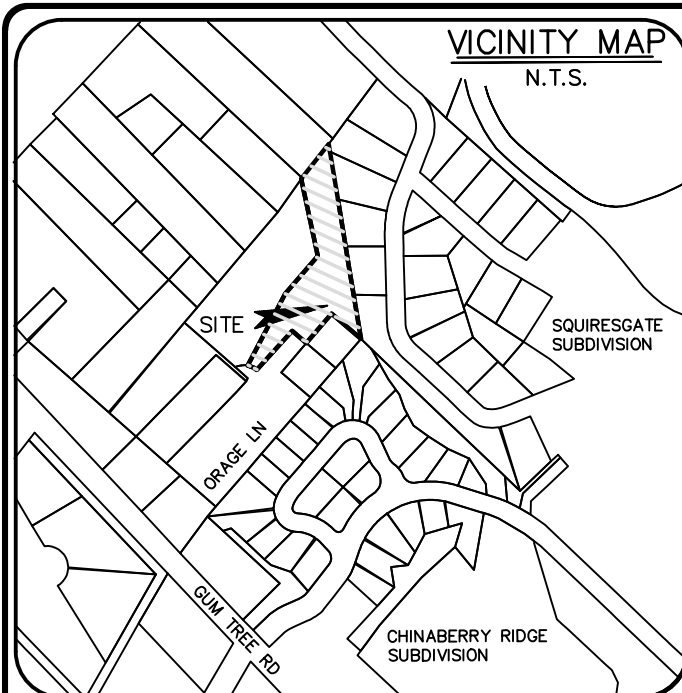 VICINITY MAP
N.T.S.
SITE
SQUIRESGATE
SUBDIVISION
ORAGE LN
GUM TREE RD
CHINABERRY RIDGE
SUBDIVISION